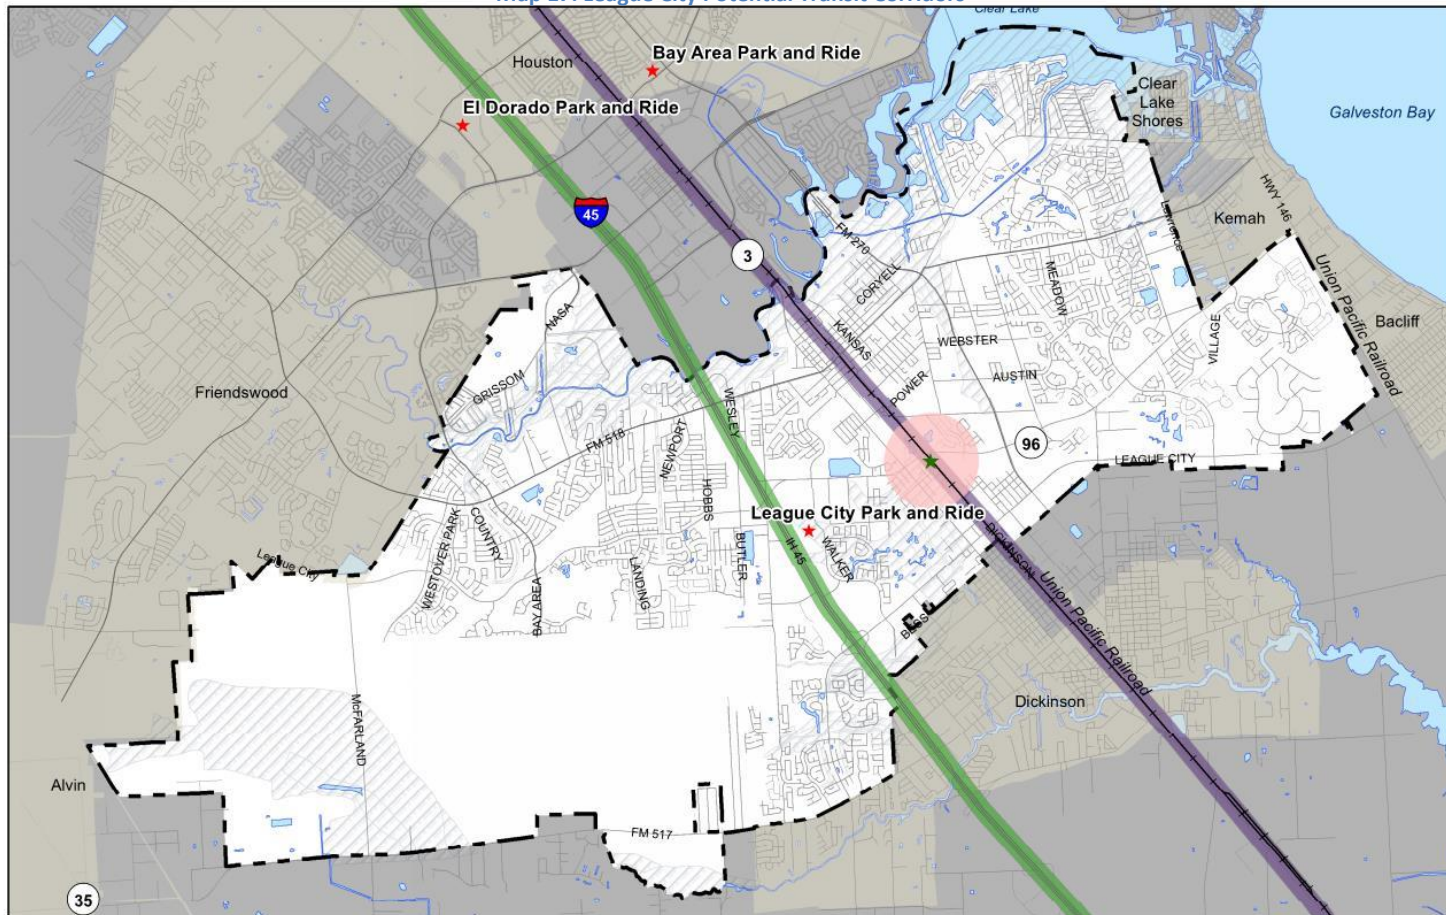 Map 2.4 League City Potential Transit Corridors
Clear Lake
Houston
Bay Area Park and Ride
El Dorado Park and Ride
Clear
Lake
Shores
Galveston Bay
45
3
FM 270
Lawrence
Kemah
HWY 146
Union Pacific Railroad
Bacliff
CORYELL
MEADOW
KANSAS
WEBSTER
VILLAGE
NASA
GRISSOM
Friendswood
AUSTIN
POWER
WESLEY
FM 518
NEWPORT
96
LEAGUE CITY
HOBBS
League City Park and Ride
WESTOVER PARK
COUNTRY
BUTLER
IH 45
WALKER
DICKINSON
League City
LANDING
BAY AREA
BESS
Union Pacific Railroad
Dickinson
McFARLAND
Alvin
FM 517
35